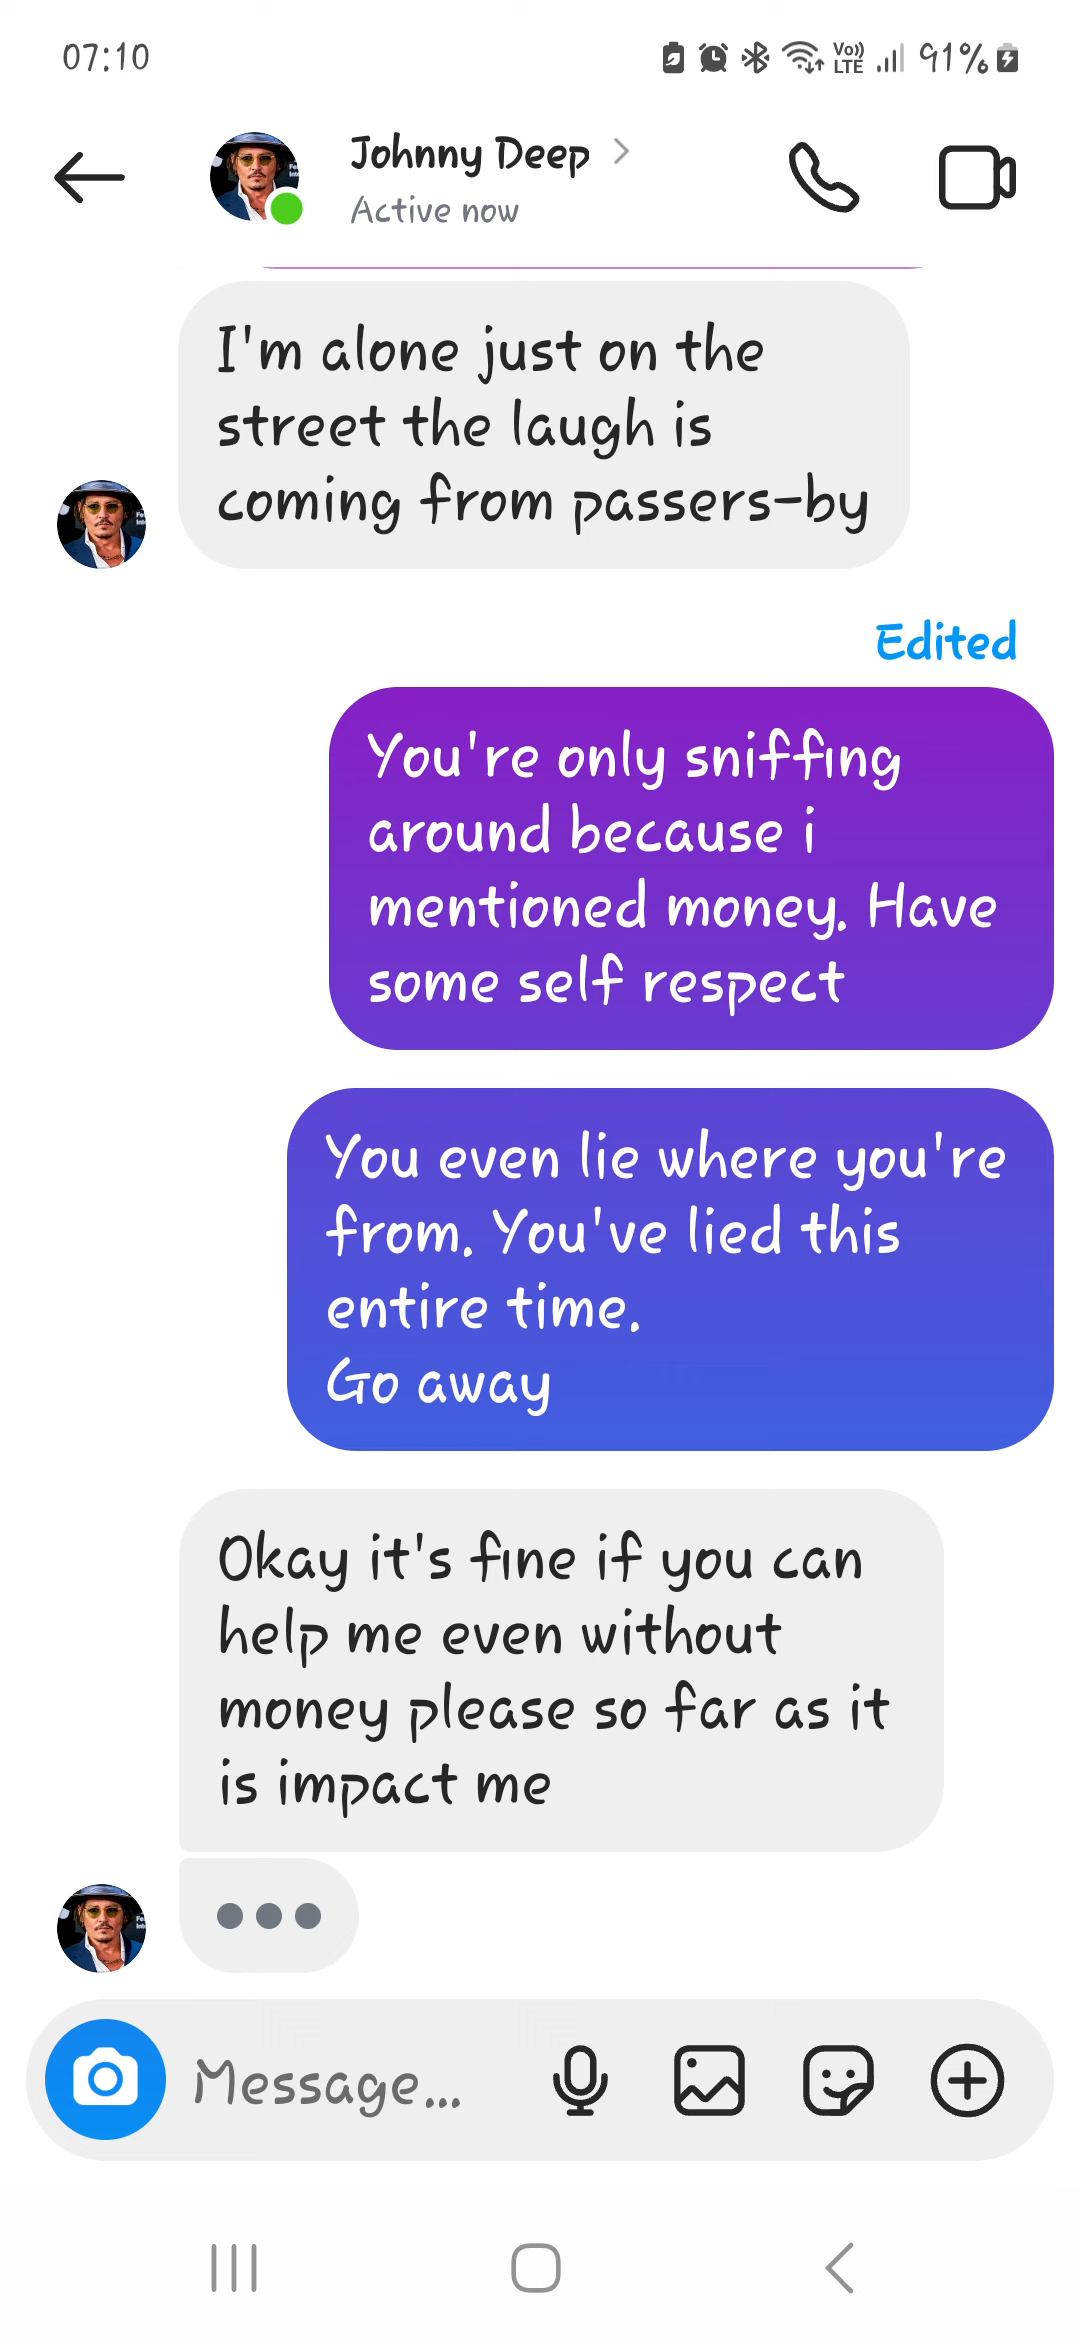 07:10 Vo)) LTE 91%
Johnny Deep
Active now
I'm alone just on the
street the laugh is
coming from passers-by
Edited
You're only sniffing
around because i
mentioned money. Have
some self respect
You even lie where you're
from. You've lied this
entire time.
Go away
Okay it's fine if you can
help me even without
money please so far as it
is impact me
Message...